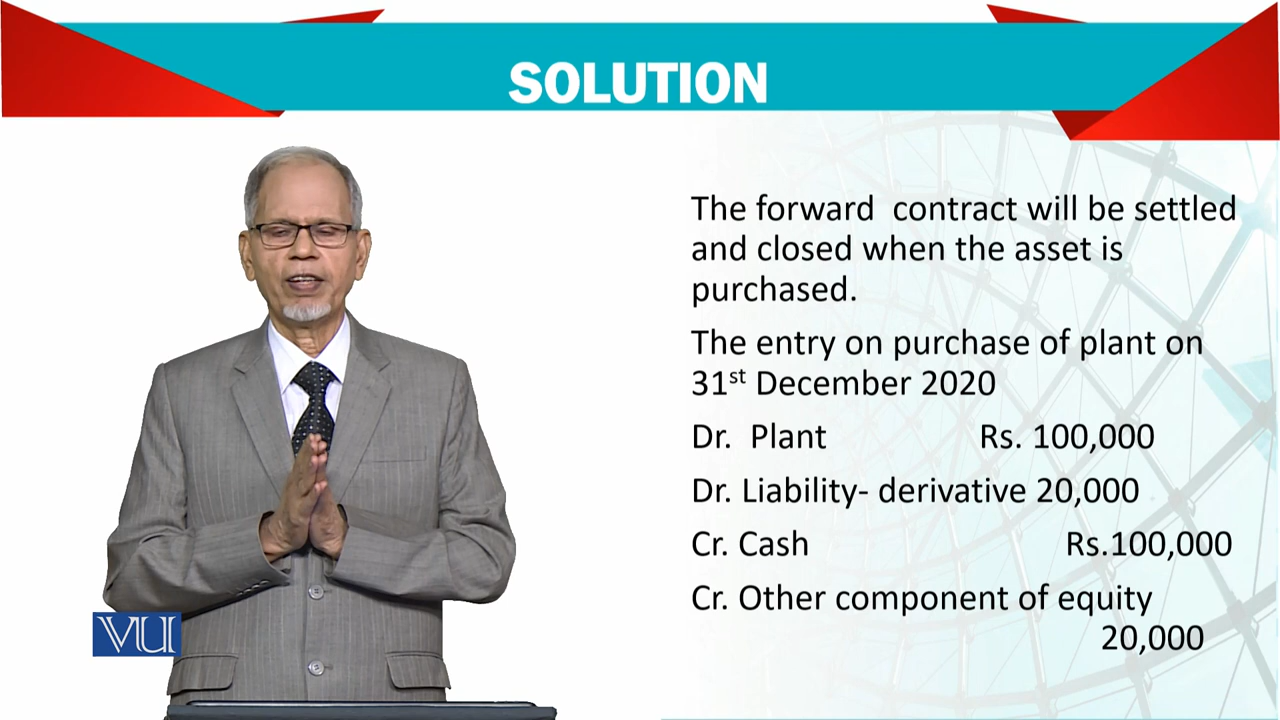 SOLUTION
The forward contract will be settled
and closed when the asset is
purchased.
The entry on purchase of plant on
31st December 2020
Dr. Plant Rs. 100,000
Dr. Liability- derivative 20,000
Cr. Cash Rs.100,000
Cr. Other component of equity
20,000
VU